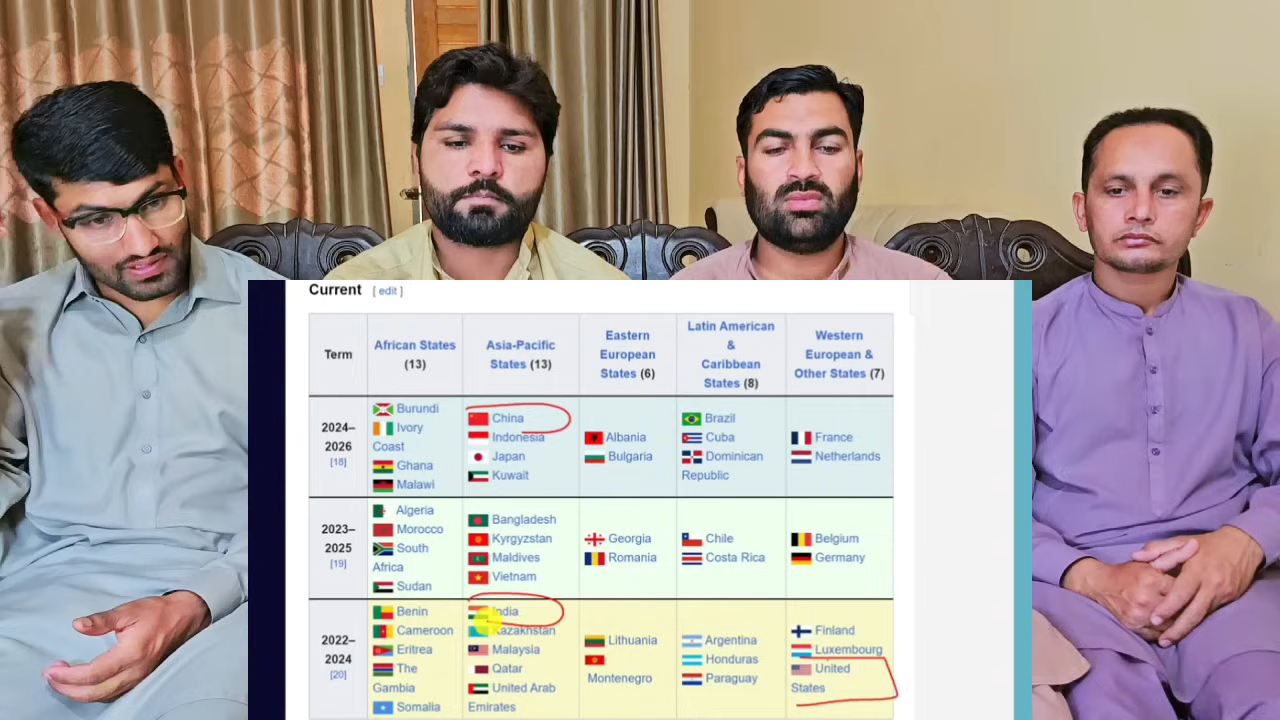 Current [ edit ]
Term
African States (13)
Asia-Pacific States (13)
Eastern European States (6)
Latin American & Caribbean States (8)
Western European & Other States (7)
2024–2026 [18]
Burundi
Ivory Coast
Ghana
Malawi
China
Indonesia
Japan
Kuwait
Albania
Bulgaria
Brazil
Cuba
Dominican Republic
France
Netherlands
2023–2025 [19]
Algeria
Morocco
South Africa
Sudan
Bangladesh
Kyrgyzstan
Maldives
Vietnam
Georgia
Romania
Chile
Costa Rica
Belgium
Germany
2022–2024 [20]
Benin
Cameroon
Eritrea
The Gambia
Somalia
India
Kazakhstan
Malaysia
Qatar
United Arab Emirates
Lithuania
Montenegro
Argentina
Honduras
Paraguay
Finland
Luxembourg
United States